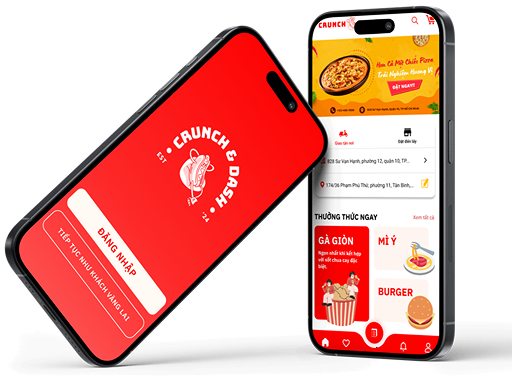 CRUNCH & DASH
EST
'24
ĐĂNG NHẬP
TIẾP TỤC NHƯ KHÁCH VÃNG LAI
CRUNCH
Hơn Cả Một Chiếc Pizza
Trải Nghiệm Hương Vị
ĐẶT NGAY!!
Giao tận nơi
Đặt đến lấy
828 Sư Vạn Hạnh, phường 12, quận 10, TP...
174/36 Phạm Phú Thứ, phường 11, Tân Bình,...
THƯỞNG THỨC NGAY
Xem tất cả
GÀ GIÒN
Ngon nhất khi kết hợp
với sốt chua cay đặc
biệt.
MÌ Ý
BURGER